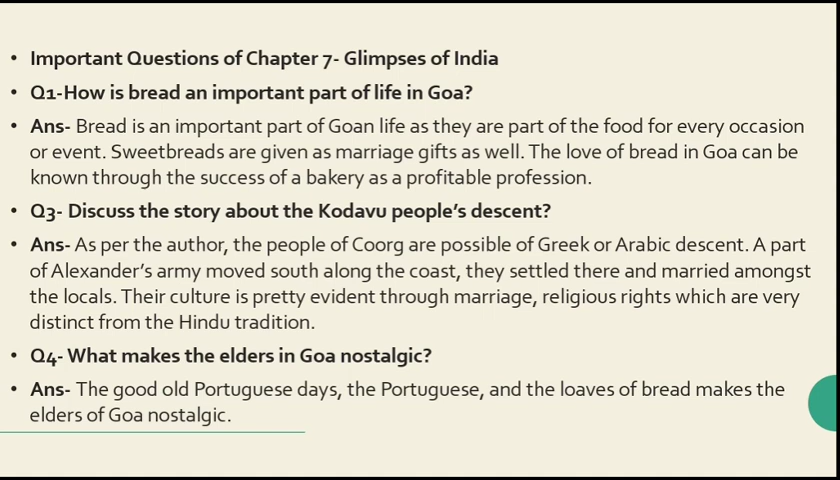 • Important Questions of Chapter 7- Glimpses of India
• Q1-How is bread an important part of life in Goa?
• Ans- Bread is an important part of Goan life as they are part of the food for every occasion
or event. Sweetbreads are given as marriage gifts as well. The love of bread in Goa can be
known through the success of a bakery as a profitable profession.
• Q3- Discuss the story about the Kodavu people's descent?
• Ans- As per the author, the people of Coorg are possible of Greek or Arabic descent. A part
of Alexander's army moved south along the coast, they settled there and married amongst
the locals. Their culture is pretty evident through marriage, religious rights which are very
distinct from the Hindu tradition.
• Q4- What makes the elders in Goa nostalgic?
• Ans- The good old Portuguese days, the Portuguese, and the loaves of bread makes the
elders of Goa nostalgic.